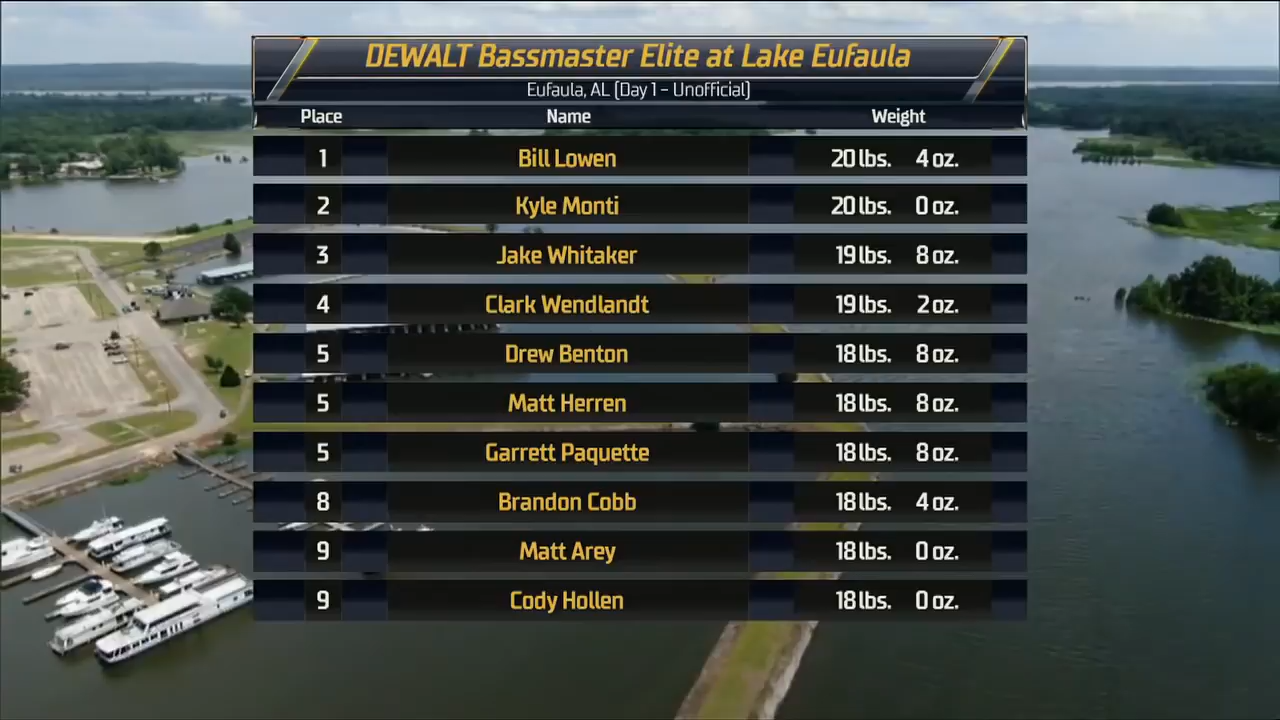 DEWALT Bassmaster Elite at Lake Eufaula
Eufaula, AL (Day 1 – Unofficial)
Place Name Weight
1 Bill Lowen 20 lbs. 4 oz.
2 Kyle Monti 20 lbs. 0 oz.
3 Jake Whitaker 19 lbs. 8 oz.
4 Clark Wendlandt 19 lbs. 2 oz.
5 Drew Benton 18 lbs. 8 oz.
5 Matt Herren 18 lbs. 8 oz.
5 Garrett Paquette 18 lbs. 8 oz.
8 Brandon Cobb 18 lbs. 4 oz.
9 Matt Arey 18 lbs. 0 oz.
9 Cody Hollen 18 lbs. 0 oz.